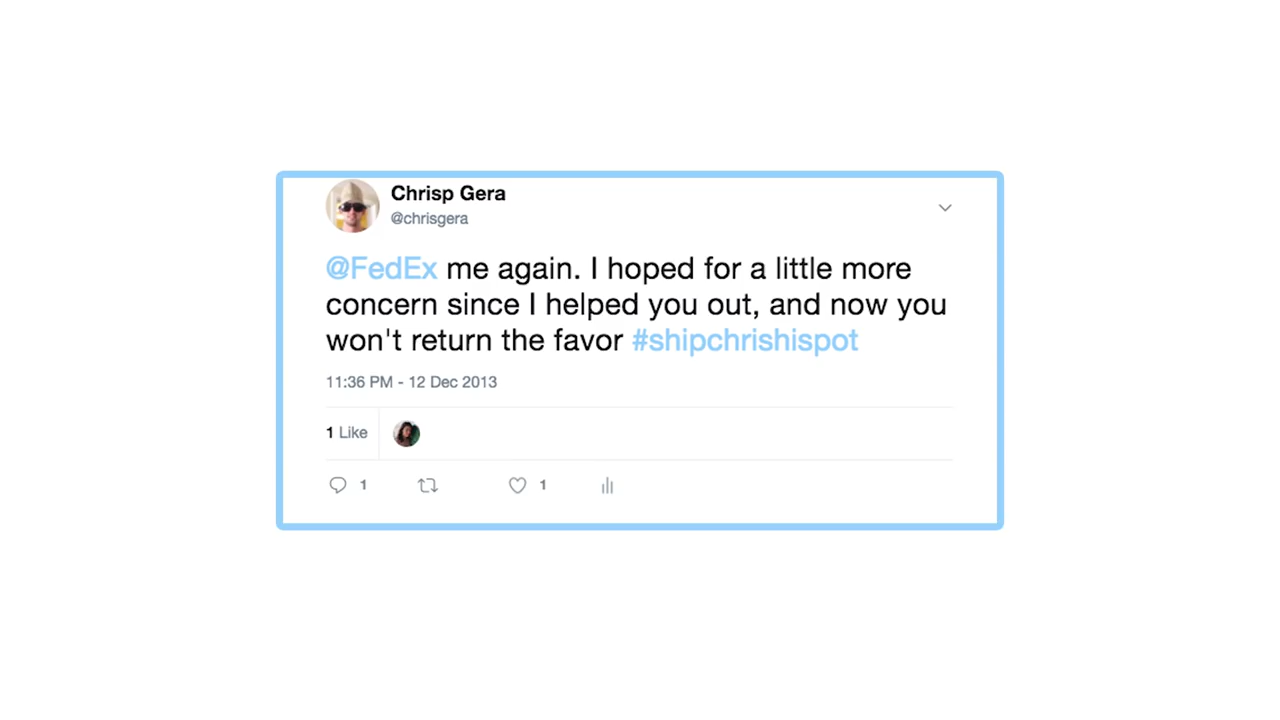 Chrisp Gera
@chrisgera
@FedEx me again. I hoped for a little more
concern since I helped you out, and now you
won't return the favor #shipchrishispot
11:36 PM - 12 Dec 2013
1 Like
1 1